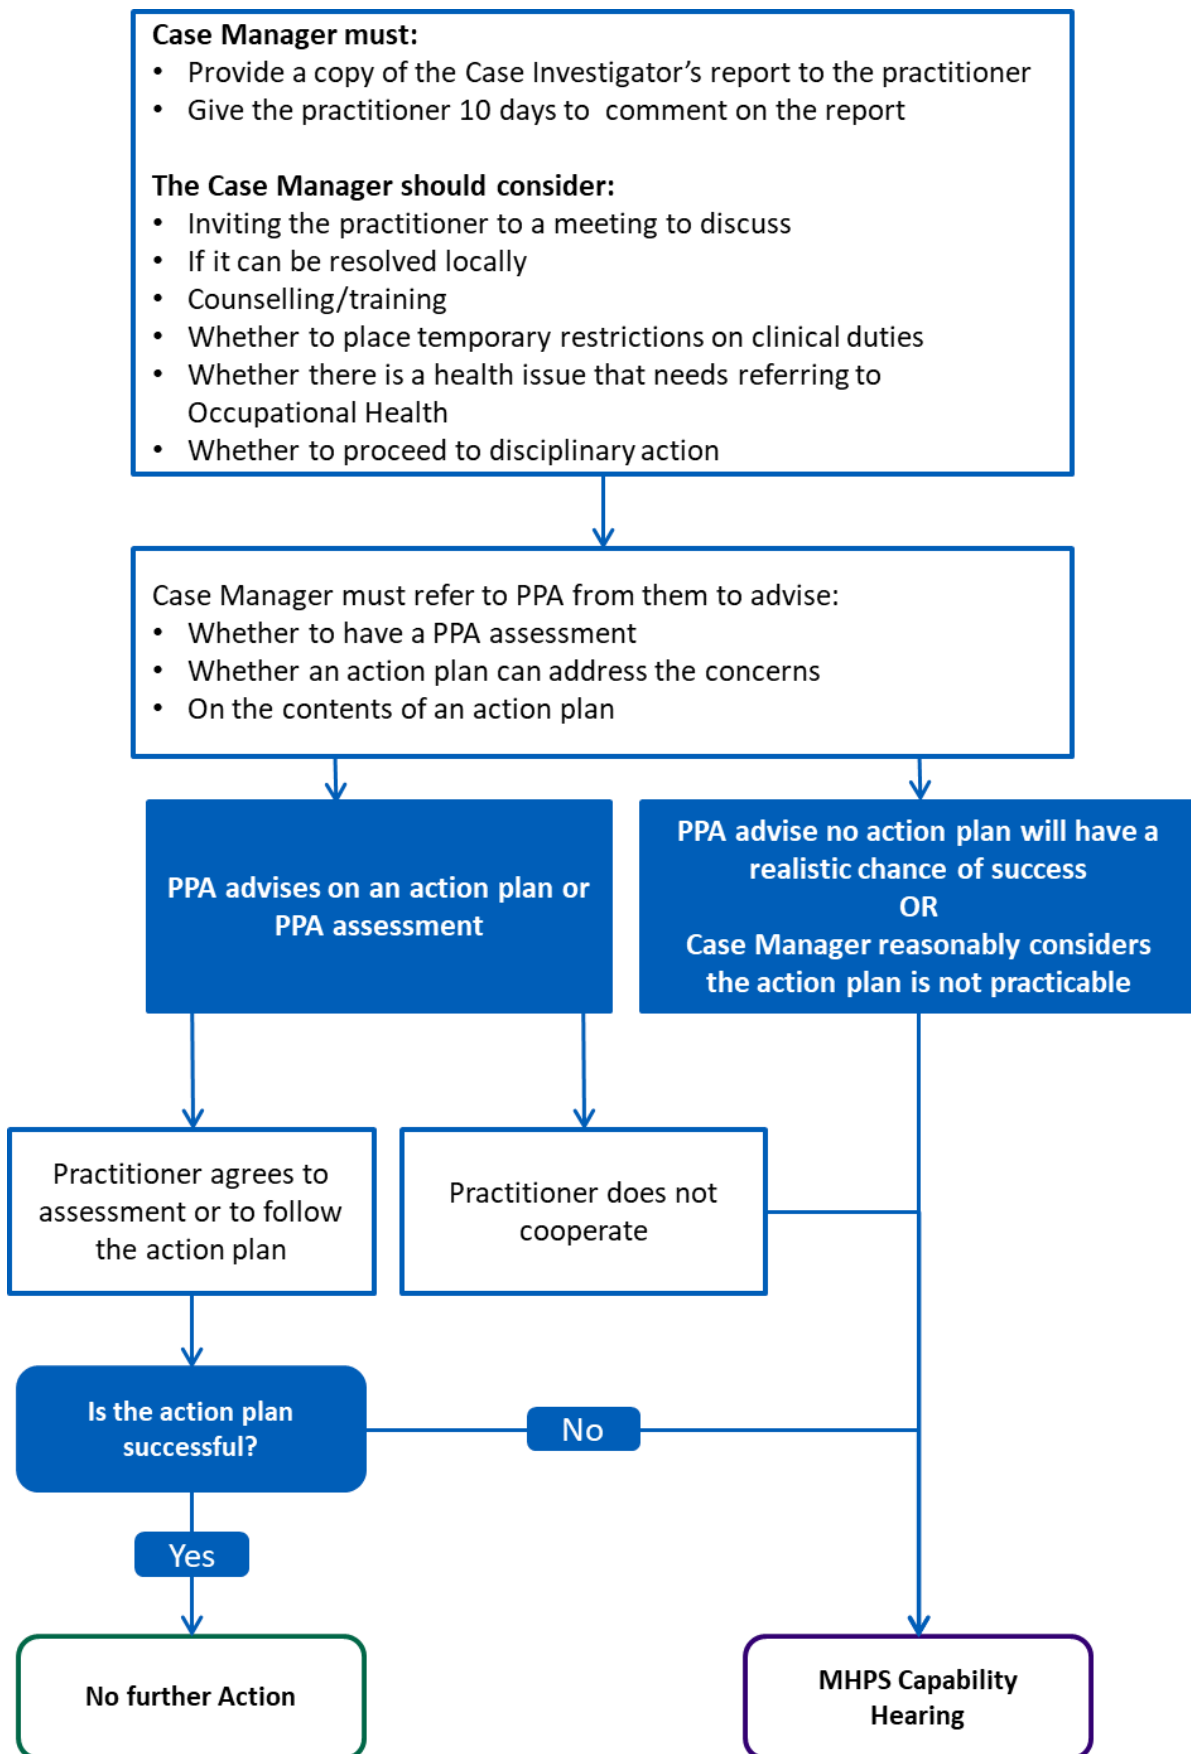 Case Manager must:
• Provide a copy of the Case Investigator's report to the practitioner
• Give the practitioner 10 days to comment on the report
The Case Manager should consider:
• Inviting the practitioner to a meeting to discuss
• If it can be resolved locally
• Counselling/training
• Whether to place temporary restrictions on clinical duties
• Whether there is a health issue that needs referring to
Occupational Health
• Whether to proceed to disciplinary action
Case Manager must refer to PPA from them to advise:
• Whether to have a PPA assessment
• Whether an action plan can address the concerns
• On the contents of an action plan
PPA advises on an action plan or
PPA assessment
PPA advise no action plan will have a
realistic chance of success
OR
Case Manager reasonably considers
the action plan is not practicable
Practitioner agrees to
assessment or to follow
the action plan
Practitioner does not
cooperate
Is the action plan
successful?
No
Yes
No further Action
MHPS Capability
Hearing